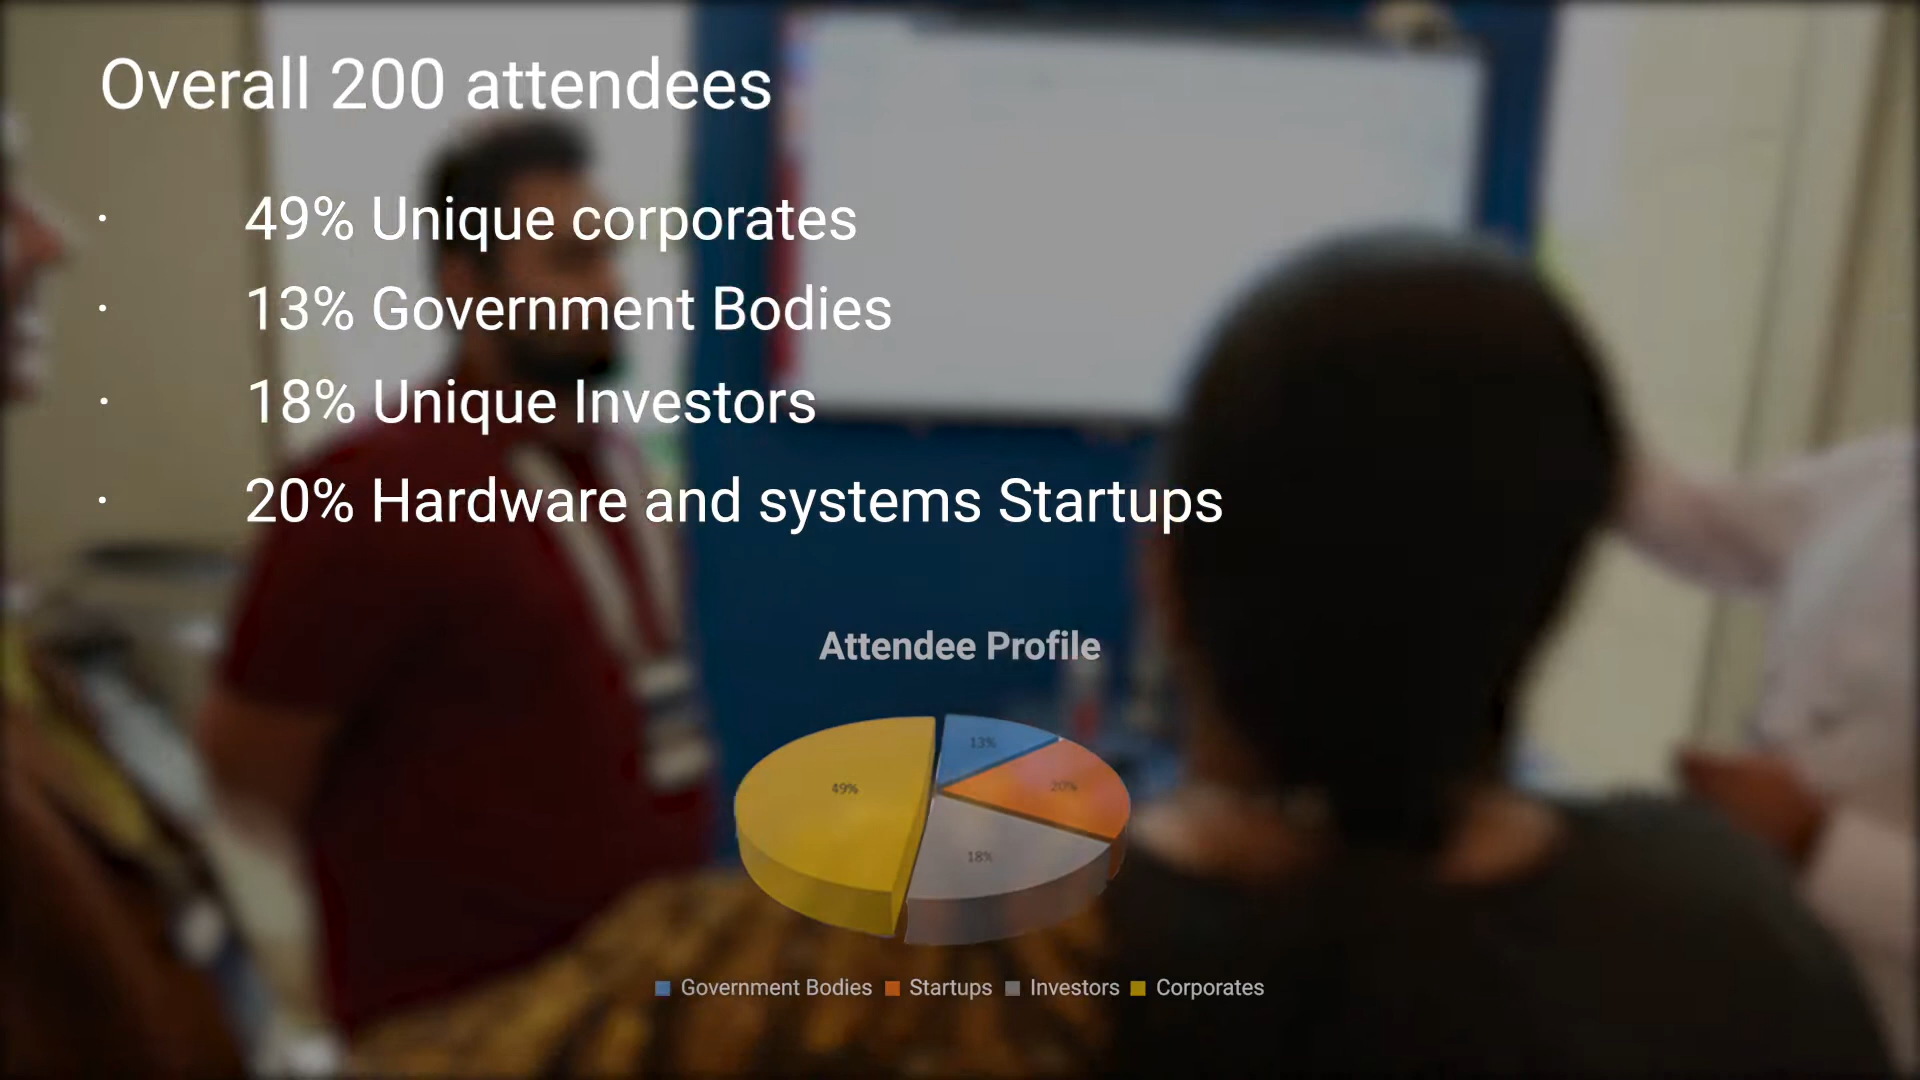 Overall 200 attendees
· 49% Unique corporates
· 13% Government Bodies
· 18% Unique Investors
· 20% Hardware and systems Startups
Attendee Profile
13%
49%
20%
18%
Government Bodies Startups Investors Corporates